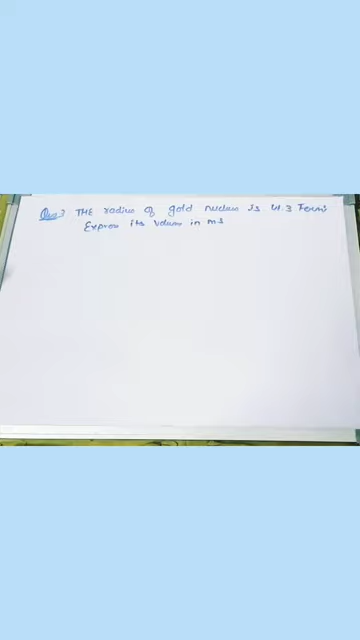 Que 3 THE radius of gold nucleus is 41.3 Fermi
Express its Volume in m3